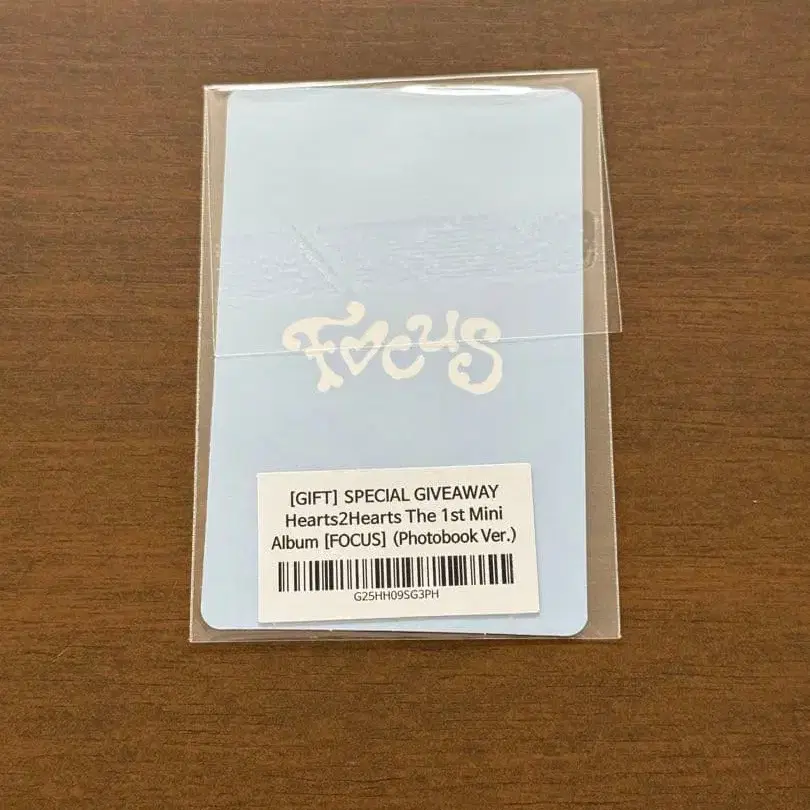 Focus
[GIFT] SPECIAL GIVEAWAY
Hearts2Hearts The 1st Mini
Album [FOCUS] (Photobook Ver.)
G25HH09SG3PH